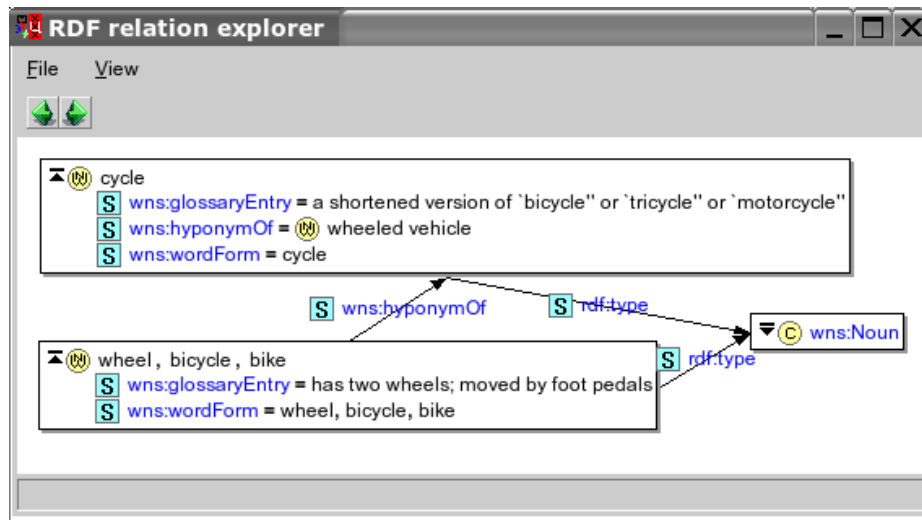 RDF relation explorer
File View
cycle
S wns:glossaryEntry = a shortened version of `bicycle'' or `tricycle'' or `motorcycle''
S wns:hyponymOf = W wheeled vehicle
S wns:wordForm = cycle
S wns:hyponymOf
S rdf:type
C wns:Noun
wheel , bicycle , bike
S rdf:type
S wns:glossaryEntry = has two wheels; moved by foot pedals
S wns:wordForm = wheel, bicycle, bike